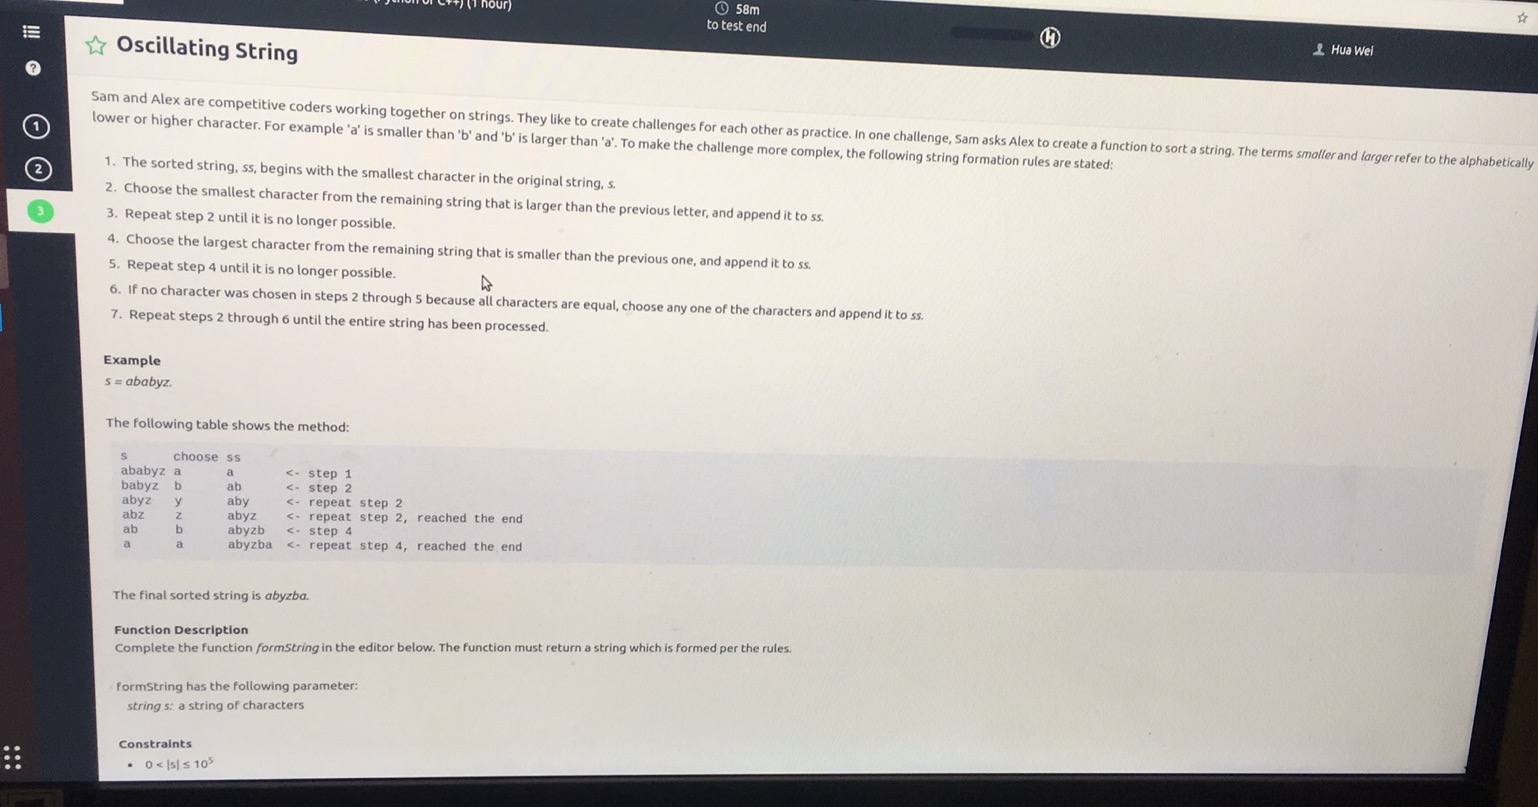 C++) (1 hour)
58m
to test end
H
Hua Wei
?
1
2
3
Oscillating String
Sam and Alex are competitive coders working together on strings. They like to create challenges for each other as practice. In one challenge, Sam asks Alex to create a function to sort a string. The terms smaller and larger refer to the alphabetically
lower or higher character. For example 'a' is smaller than 'b' and 'b' is larger than 'a'. To make the challenge more complex, the following string formation rules are stated:
1. The sorted string, ss, begins with the smallest character in the original string, s.
2. Choose the smallest character from the remaining string that is larger than the previous letter, and append it to ss.
3. Repeat step 2 until it is no longer possible.
4. Choose the largest character from the remaining string that is smaller than the previous one, and append it to ss.
5. Repeat step 4 until it is no longer possible.
6. If no character was chosen in steps 2 through 5 because all characters are equal, choose any one of the characters and append it to ss.
7. Repeat steps 2 through 6 until the entire string has been processed.
Example
s = ababyz.
The following table shows the method:
s choose ss
ababyz a a <- step 1
babyz b ab <- step 2
abyz y aby <- repeat step 2
abz z abyz <- repeat step 2, reached the end
ab b abyzb <- step 4
a a abyzba <- repeat step 4, reached the end
The final sorted string is abyzba.
Function Description
Complete the function formString in the editor below. The function must return a string which is formed per the rules.
formString has the following parameter:
string s: a string of characters
Constraints
• 0 < |s| ≤ 10⁵